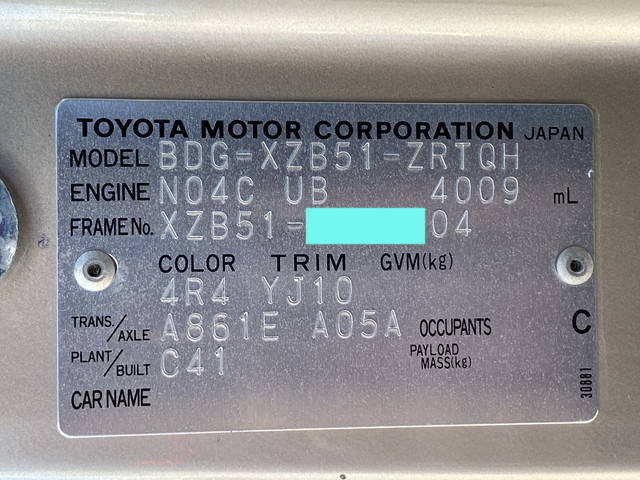 TOYOTA MOTOR CORPORATION JAPAN
MODEL BDG-XZB51-ZRTQH
ENGINE N04C UB 4009 mL
FRAME No. XZB51- 04
COLOR TRIM GVM(kg)
4R4 YJ10
TRANS./AXLE A861E A05A OCCUPANTS C
PLANT/BUILT C41 PAYLOAD MASS(kg)
CAR NAME
30881